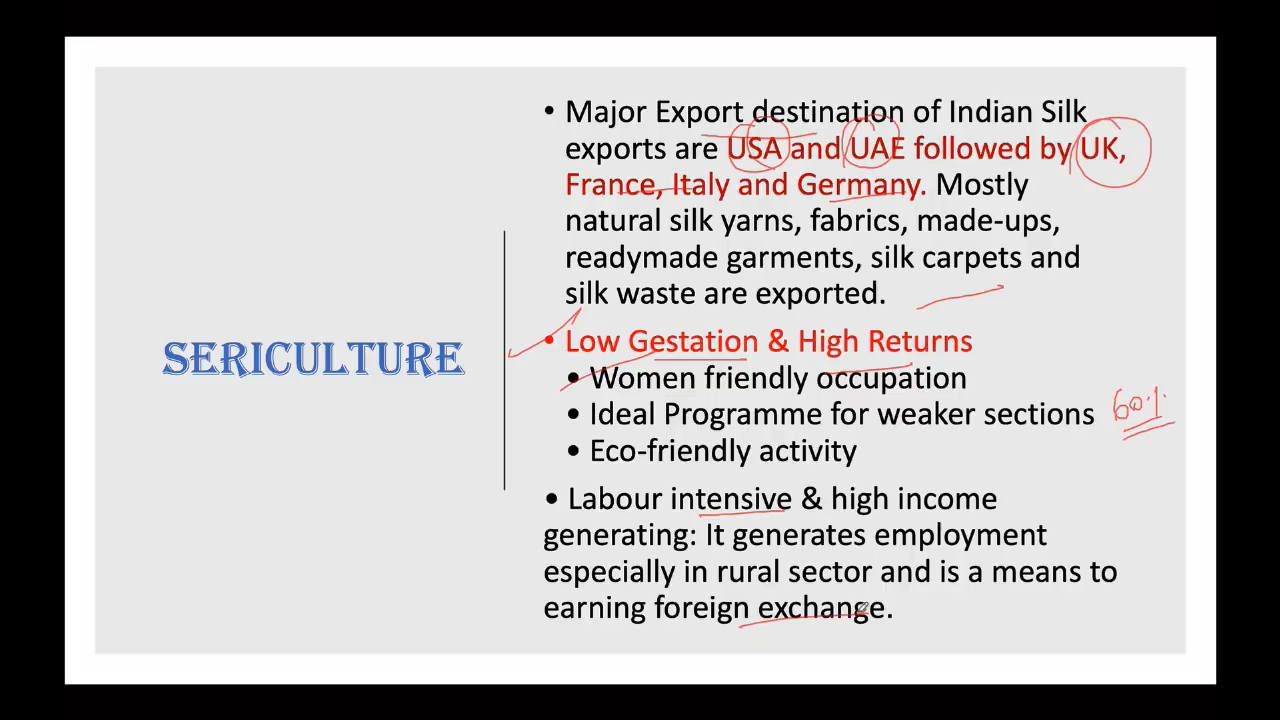 SERICULTURE
• Major Export destination of Indian Silk
exports are USA and UAE followed by UK,
France, Italy and Germany. Mostly
natural silk yarns, fabrics, made-ups,
readymade garments, silk carpets and
silk waste are exported.
• Low Gestation & High Returns
• Women friendly occupation
• Ideal Programme for weaker sections
60%
• Eco-friendly activity
• Labour intensive & high income
generating: It generates employment
especially in rural sector and is a means to
earning foreign exchange.